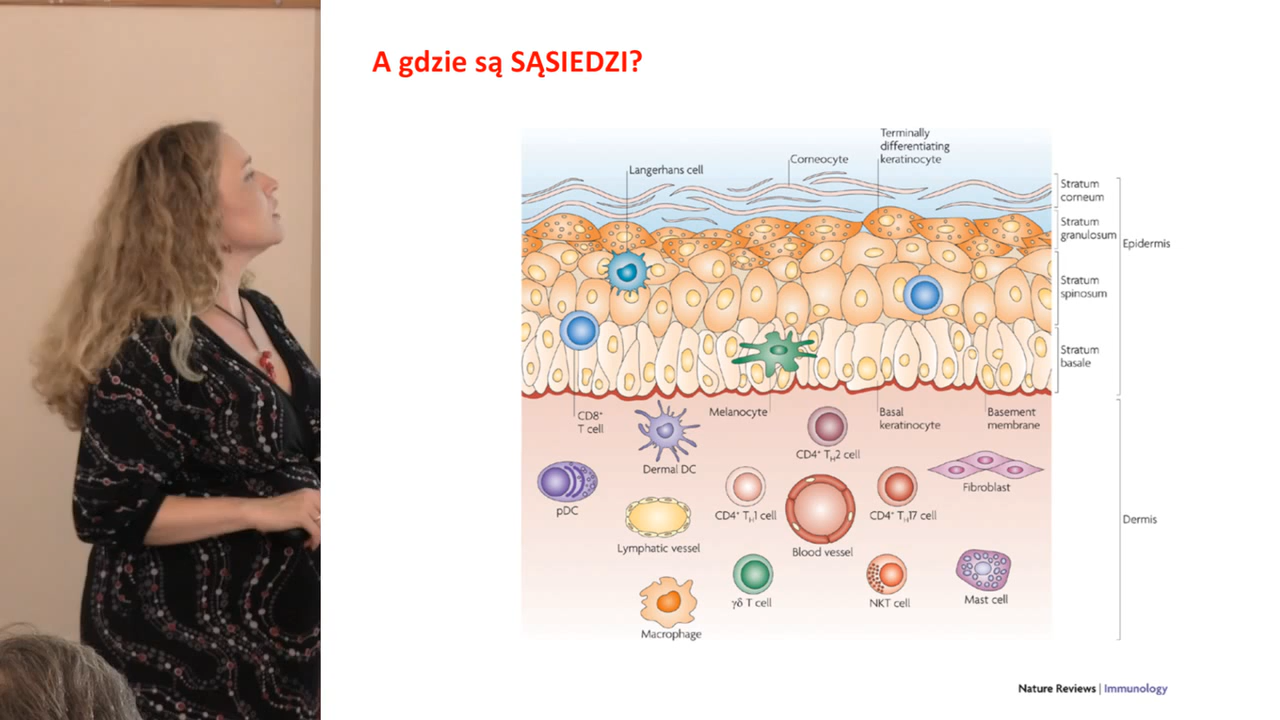 A gdzie są SĄSIEDZI?
Terminally
differentiating
keratinocyte
Corneocyte
Langerhans cell
Stratum
corneum
Stratum
granulosum
Epidermis
Stratum
spinosum
Stratum
basale
CD8⁺
T cell
Melanocyte
Basal
keratinocyte
Basement
membrane
Dermal DC
CD4⁺ TH2 cell
pDC
Fibroblast
CD4⁺ TH1 cell
CD4⁺ TH17 cell
Dermis
Lymphatic vessel
Blood vessel
γδ T cell
NKT cell
Mast cell
Macrophage
Nature Reviews | Immunology